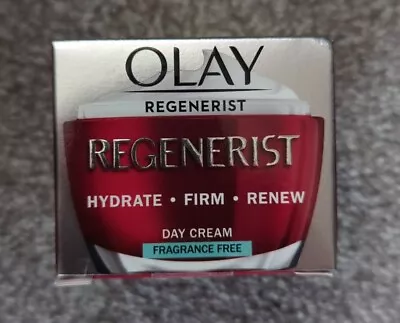 OLAY
REGENERIST
REGENERIST
HYDRATE • FIRM • RENEW
DAY CREAM
FRAGRANCE FREE